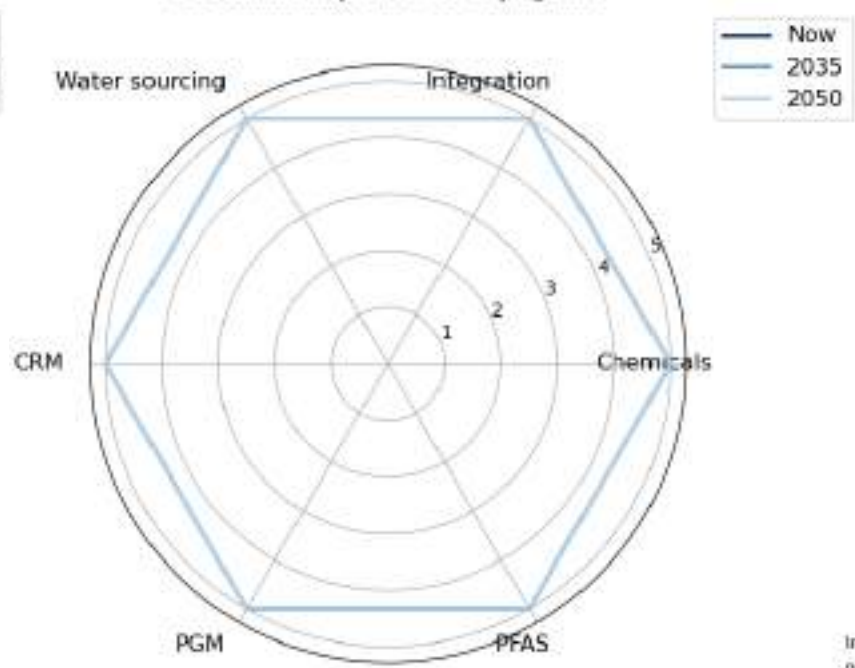 Now
2035
2050
Water sourcing
Integration
5
4
3
2
1
CRM
Chemicals
PGM
PFAS